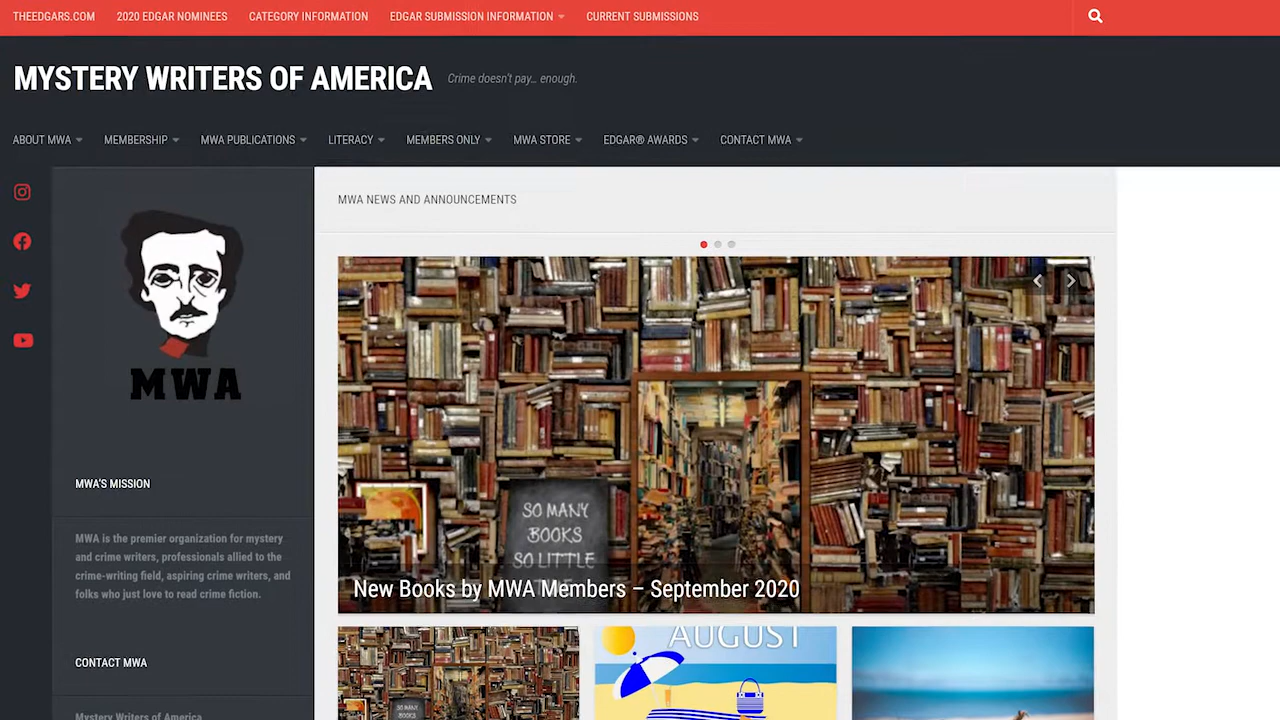 THEEDGARS.COM 2020 EDGAR NOMINEES CATEGORY INFORMATION EDGAR SUBMISSION INFORMATION CURRENT SUBMISSIONS
MYSTERY WRITERS OF AMERICA Crime doesn't pay... enough.
ABOUT MWA MEMBERSHIP MWA PUBLICATIONS LITERACY MEMBERS ONLY MWA STORE EDGAR® AWARDS CONTACT MWA
MWA NEWS AND ANNOUNCEMENTS
MWA
MWA'S MISSION
MWA is the premier organization for mystery
and crime writers, professionals allied to the
crime-writing field, aspiring crime writers, and
folks who just love to read crime fiction.
CONTACT MWA
Mystery Writers of America
SO MANY
BOOKS
SO LITTLE
New Books by MWA Members – September 2020
SO MANY
BOOKS
AUGUST